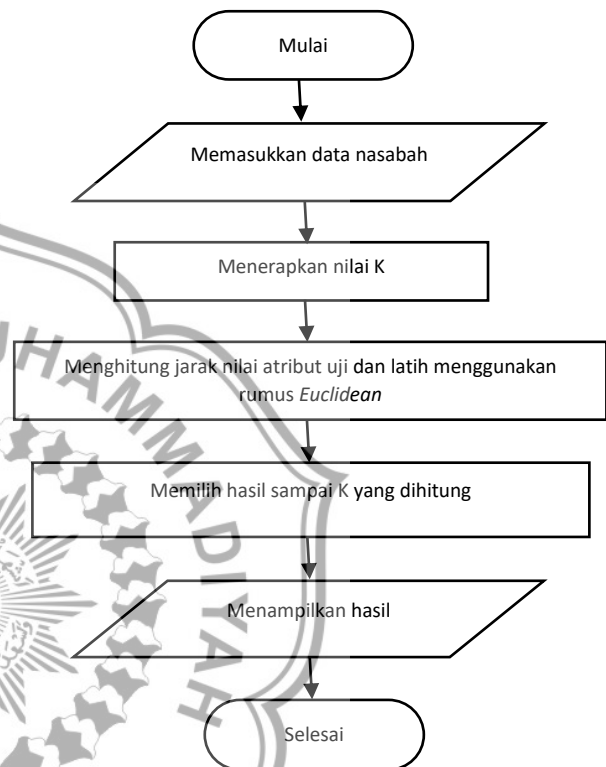 Mulai
Memasukkan data nasabah
Menerapkan nilai K
Menghitung jarak nilai atribut uji dan latih menggunakan
rumus Euclidean
Memilih hasil sampai K yang dihitung
Menampilkan hasil
Selesai
UHAMMADIYAH